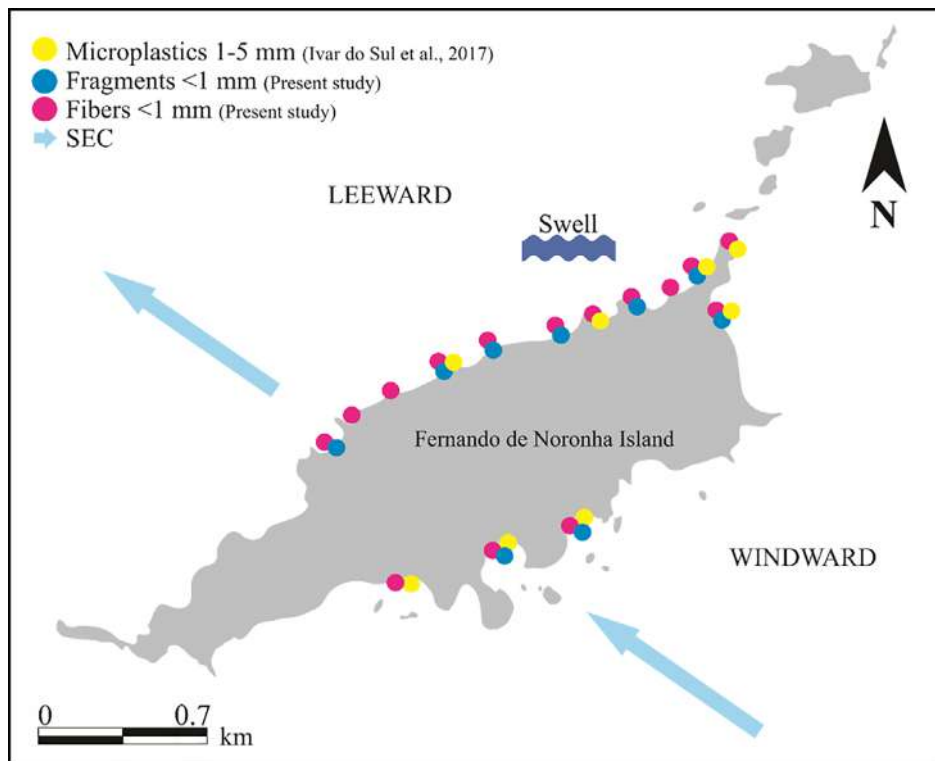 Microplastics 1-5 mm (Ivar do Sul et al., 2017)
Fragments <1 mm (Present study)
Fibers <1 mm (Present study)
SEC
LEEWARD
Swell
N
Fernando de Noronha Island
WINDWARD
0 0.7
km